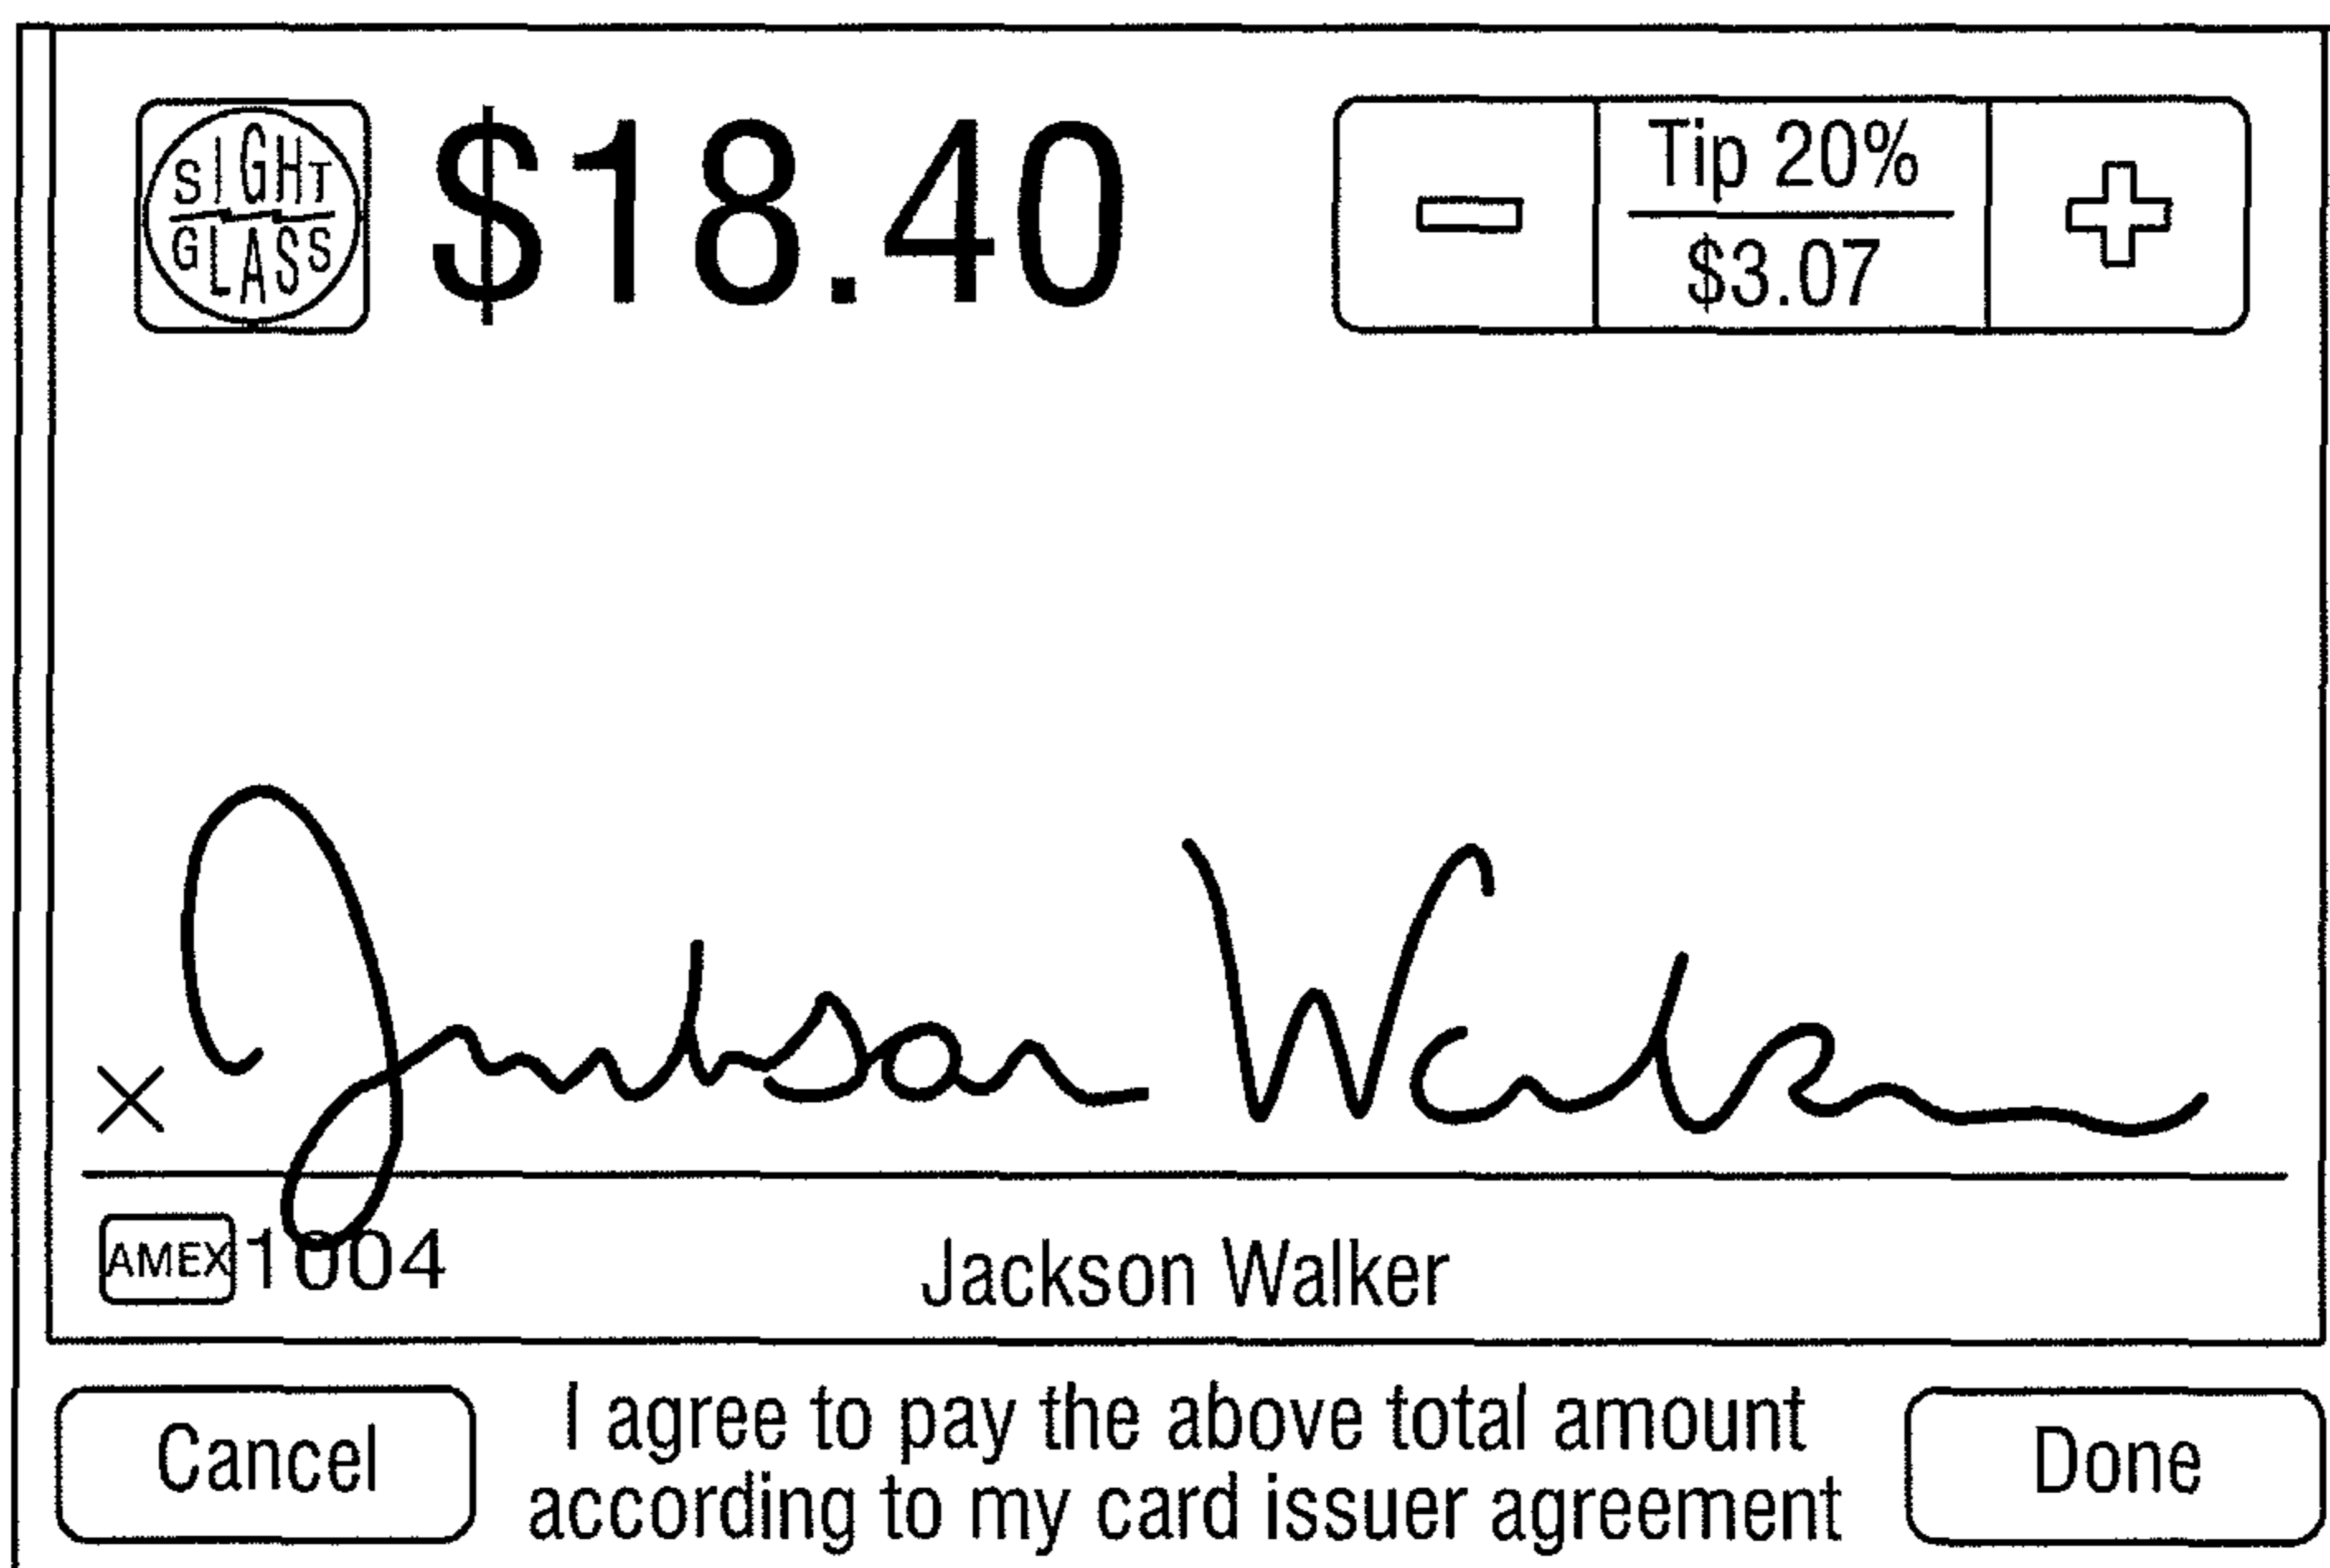 SIGHT
GLASS
$18.40
Tip 20%
$3.07
Jackson Walker
AMEX 1004
Jackson Walker
I agree to pay the above total amount
according to my card issuer agreement
Cancel
Done